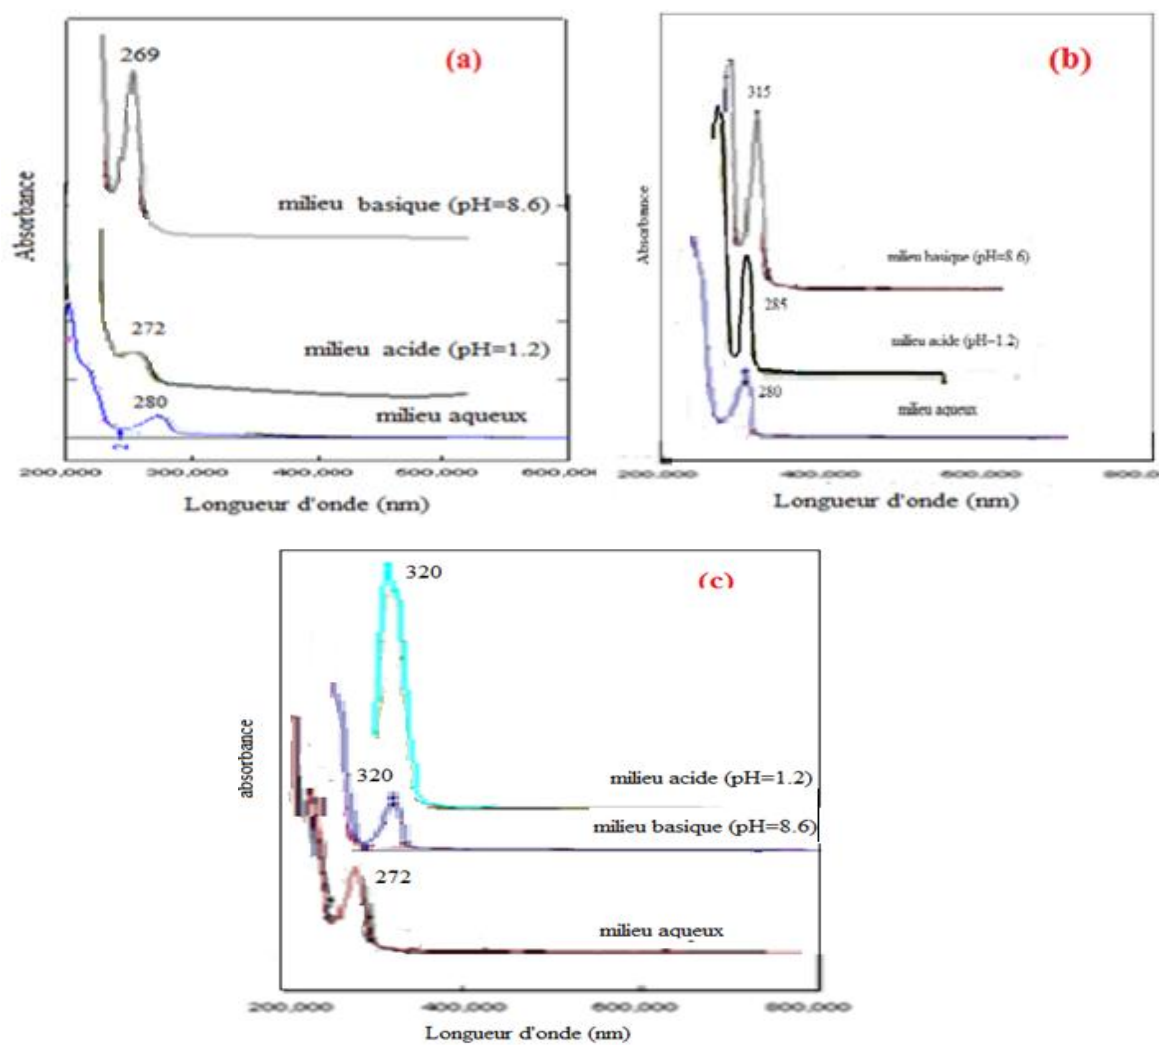 269
(a)
Absorbance
milieu basique (pH=8.6)
272
milieu acide (pH=1.2)
280
milieu aqueux
2
200,000 300,000 400,000 500,000 600,000
Longueur d'onde (nm)
(b)
315
Absorbance
milieu basique (pH=8.6)
285
milieu acide (pH=1.2)
280
milieu aqueux
200,000 400,000 600,000
Longueur d'onde (nm)
320
(c)
absorbance
milieu acide (pH=1.2)
320
milieu basique (pH=8.6)
272
milieu aqueux
200,000 400,000 600,000 800,000
Longueur d'onde (nm)